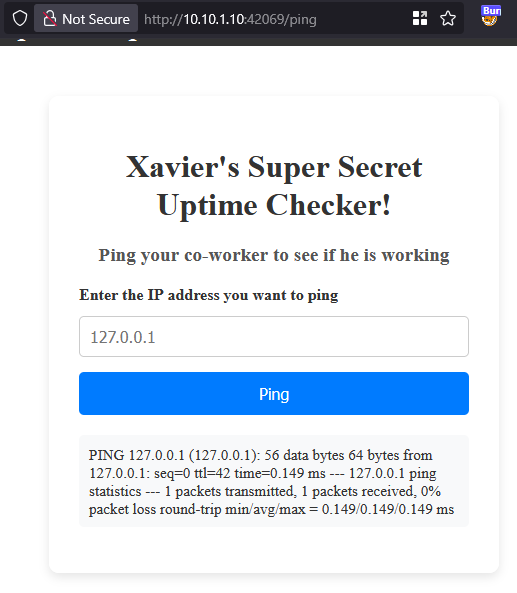 Not Secure
http://10.10.1.10:42069/ping
Bur
Xavier's Super Secret
Uptime Checker!
Ping your co-worker to see if he is working
Enter the IP address you want to ping
127.0.0.1
Ping
PING 127.0.0.1 (127.0.0.1): 56 data bytes 64 bytes from
127.0.0.1: seq=0 ttl=42 time=0.149 ms --- 127.0.0.1 ping
statistics --- 1 packets transmitted, 1 packets received, 0%
packet loss round-trip min/avg/max = 0.149/0.149/0.149 ms